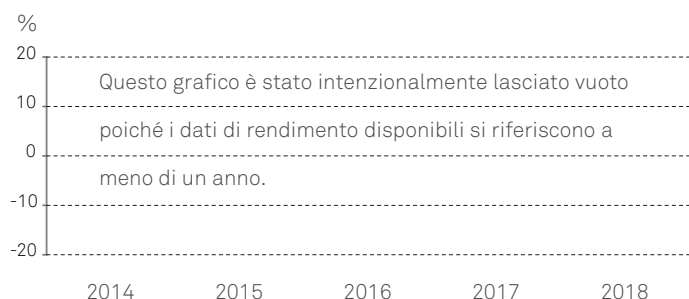 %
20
Questo grafico è stato intenzionalmente lasciato vuoto
10
poiché i dati di rendimento disponibili si riferiscono a
0
meno di un anno.
-10
-20
2014 2015 2016 2017 2018